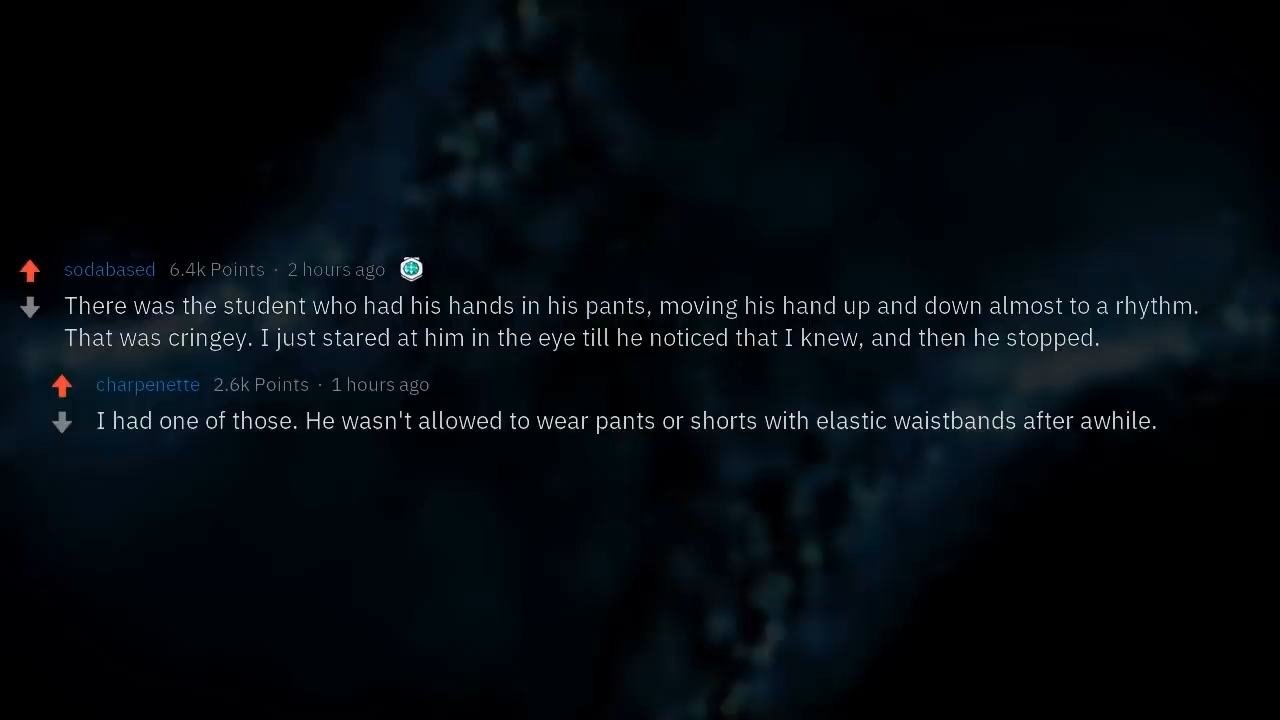 sodabased 6.4k Points · 2 hours ago
There was the student who had his hands in his pants, moving his hand up and down almost to a rhythm.
That was cringey. I just stared at him in the eye till he noticed that I knew, and then he stopped.
charpenette 2.6k Points · 1 hours ago
I had one of those. He wasn't allowed to wear pants or shorts with elastic waistbands after awhile.